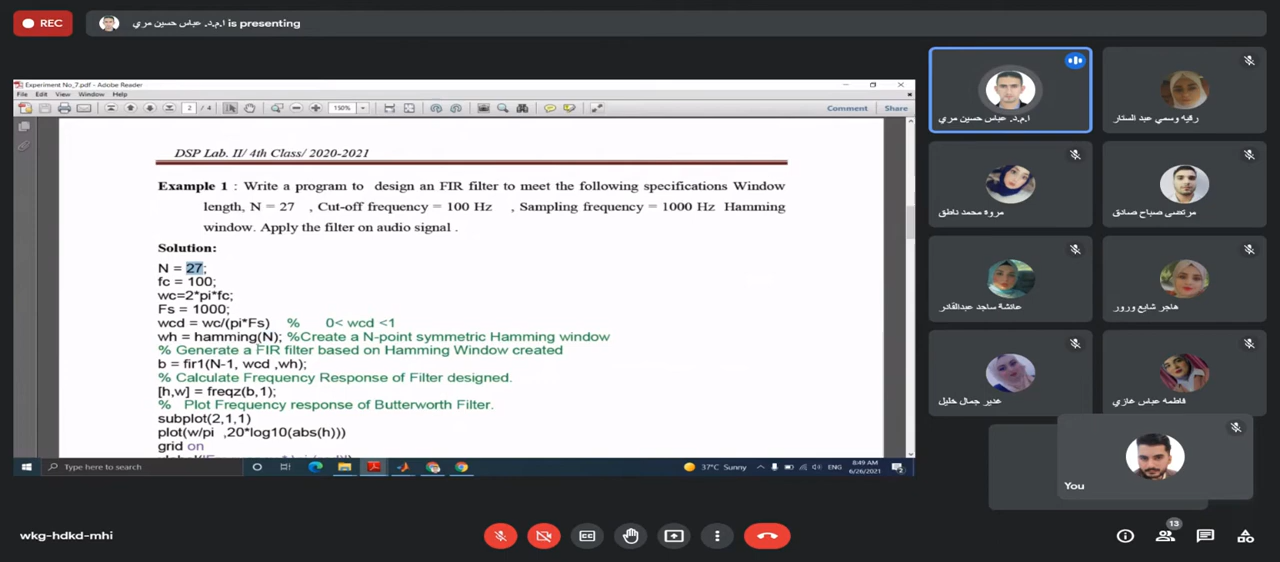 REC
ا.م.د. عباس حسين مري is presenting
Experiment No_7.pdf - Adobe Reader
File Edit View Window Help
2 / 4
150%
Comment Share
DSP Lab. II/ 4th Class/ 2020-2021
Example 1 : Write a program to design an FIR filter to meet the following specifications Window
length, N = 27 , Cut-off frequency = 100 Hz , Sampling frequency = 1000 Hz Hamming
window. Apply the filter on audio signal .
Solution:
N = 27;
fc = 100;
wc=2*pi*fc;
Fs = 1000;
wcd = wc/(pi*Fs) % 0< wcd <1
wh = hamming(N); %Create a N-point symmetric Hamming window
% Generate a FIR filter based on Hamming Window created
b = fir1(N-1, wcd ,wh);
% Calculate Frequency Response of Filter designed.
[h,w] = freqz(b,1);
% Plot Frequency response of Butterworth Filter.
subplot(2,1,1)
plot(w/pi ,20*log10(abs(h)))
grid on
Type here to search
37°C Sunny
ENG
8:49 AM
6/26/2021
ا.م.د. عباس حسين مري
رقيه وسمي عبد الستار
مروه محمد ناطق
مرتضى صباح صادق
عائشة ساجد عبدالقادر
هاجر شايع ورور
غدير جمال خليل
فاطمه عباس غازي
You
wkg-hdkd-mhi
13